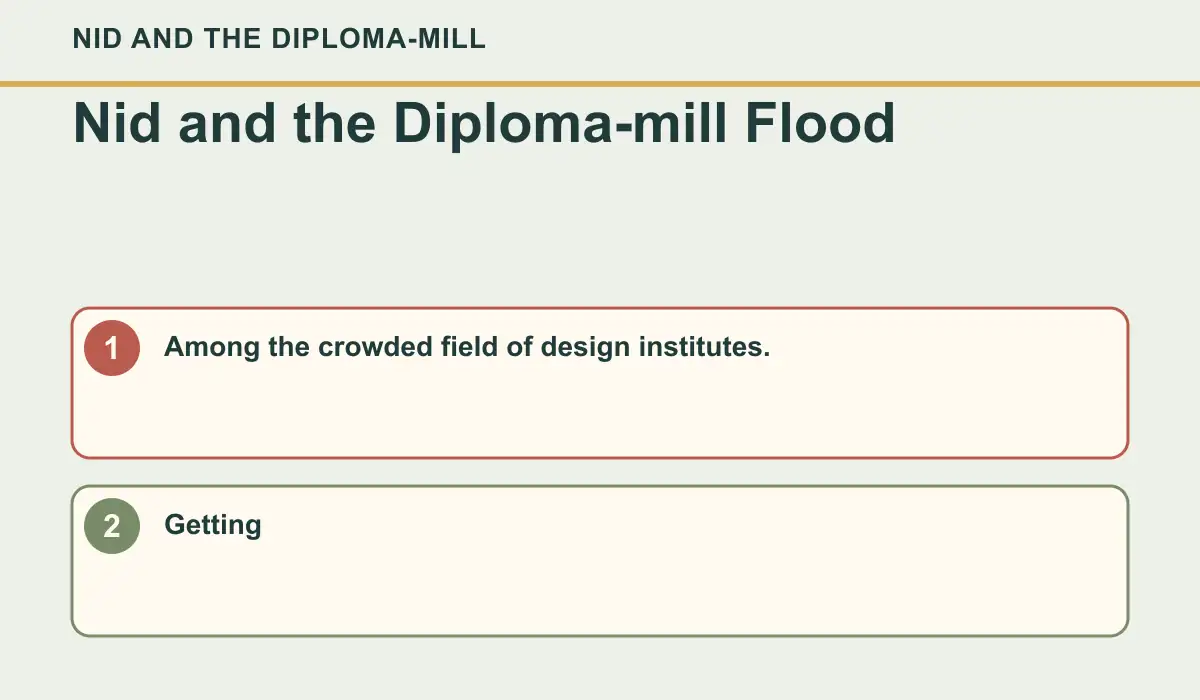 NID AND THE DIPLOMA-MILL
Nid and the Diploma-mill Flood
1
Among the crowded field of design institutes.
2
Getting